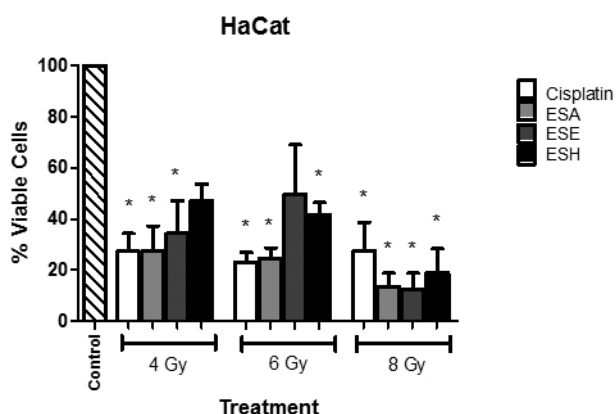 HaCat
% Viable Cells
100
80
60
40
20
0
* * *
* * *
* * * *
Control
4 Gy
6 Gy
8 Gy
Treatment
Cisplatin
ESA
ESE
ESH